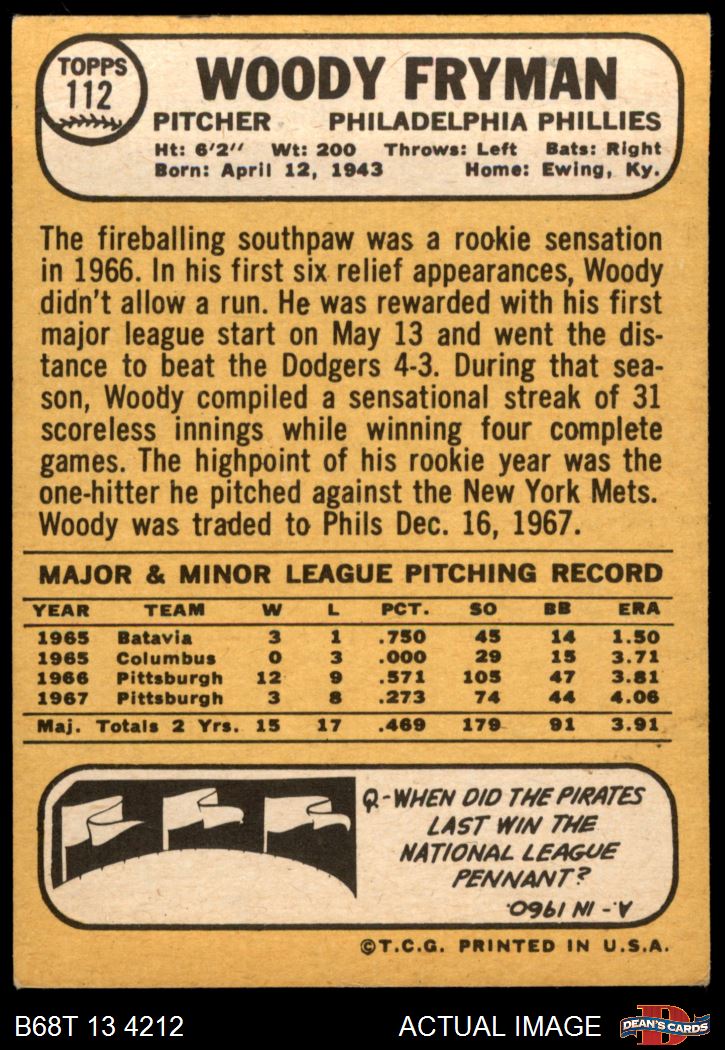 TOPPS
112
WOODY FRYMAN
PITCHER PHILADELPHIA PHILLIES
Ht: 6'2" Wt: 200 Throws: Left Bats: Right
Born: April 12, 1943 Home: Ewing, Ky.
The fireballing southpaw was a rookie sensation
in 1966. In his first six relief appearances, Woody
didn't allow a run. He was rewarded with his first
major league start on May 13 and went the dis-
tance to beat the Dodgers 4-3. During that sea-
son, Woody compiled a sensational streak of 31
scoreless innings while winning four complete
games. The highpoint of his rookie year was the
one-hitter he pitched against the New York Mets.
Woody was traded to Phils Dec. 16, 1967.
MAJOR & MINOR LEAGUE PITCHING RECORD
YEAR TEAM W L PCT. SO BB ERA
1965 Batavia 3 1 .750 45 14 1.50
1965 Columbus 0 3 .000 29 15 3.71
1966 Pittsburgh 12 9 .571 105 47 3.81
1967 Pittsburgh 3 8 .273 74 44 4.06
Maj. Totals 2 Yrs. 15 17 .469 179 91 3.91
Q-WHEN DID THE PIRATES
LAST WIN THE
NATIONAL LEAGUE
PENNANT?
A.- IN 1960.
©T.C.G. PRINTED IN U.S.A.
B68T 13 4212 ACTUAL IMAGE
D
DEAN'S CARDS